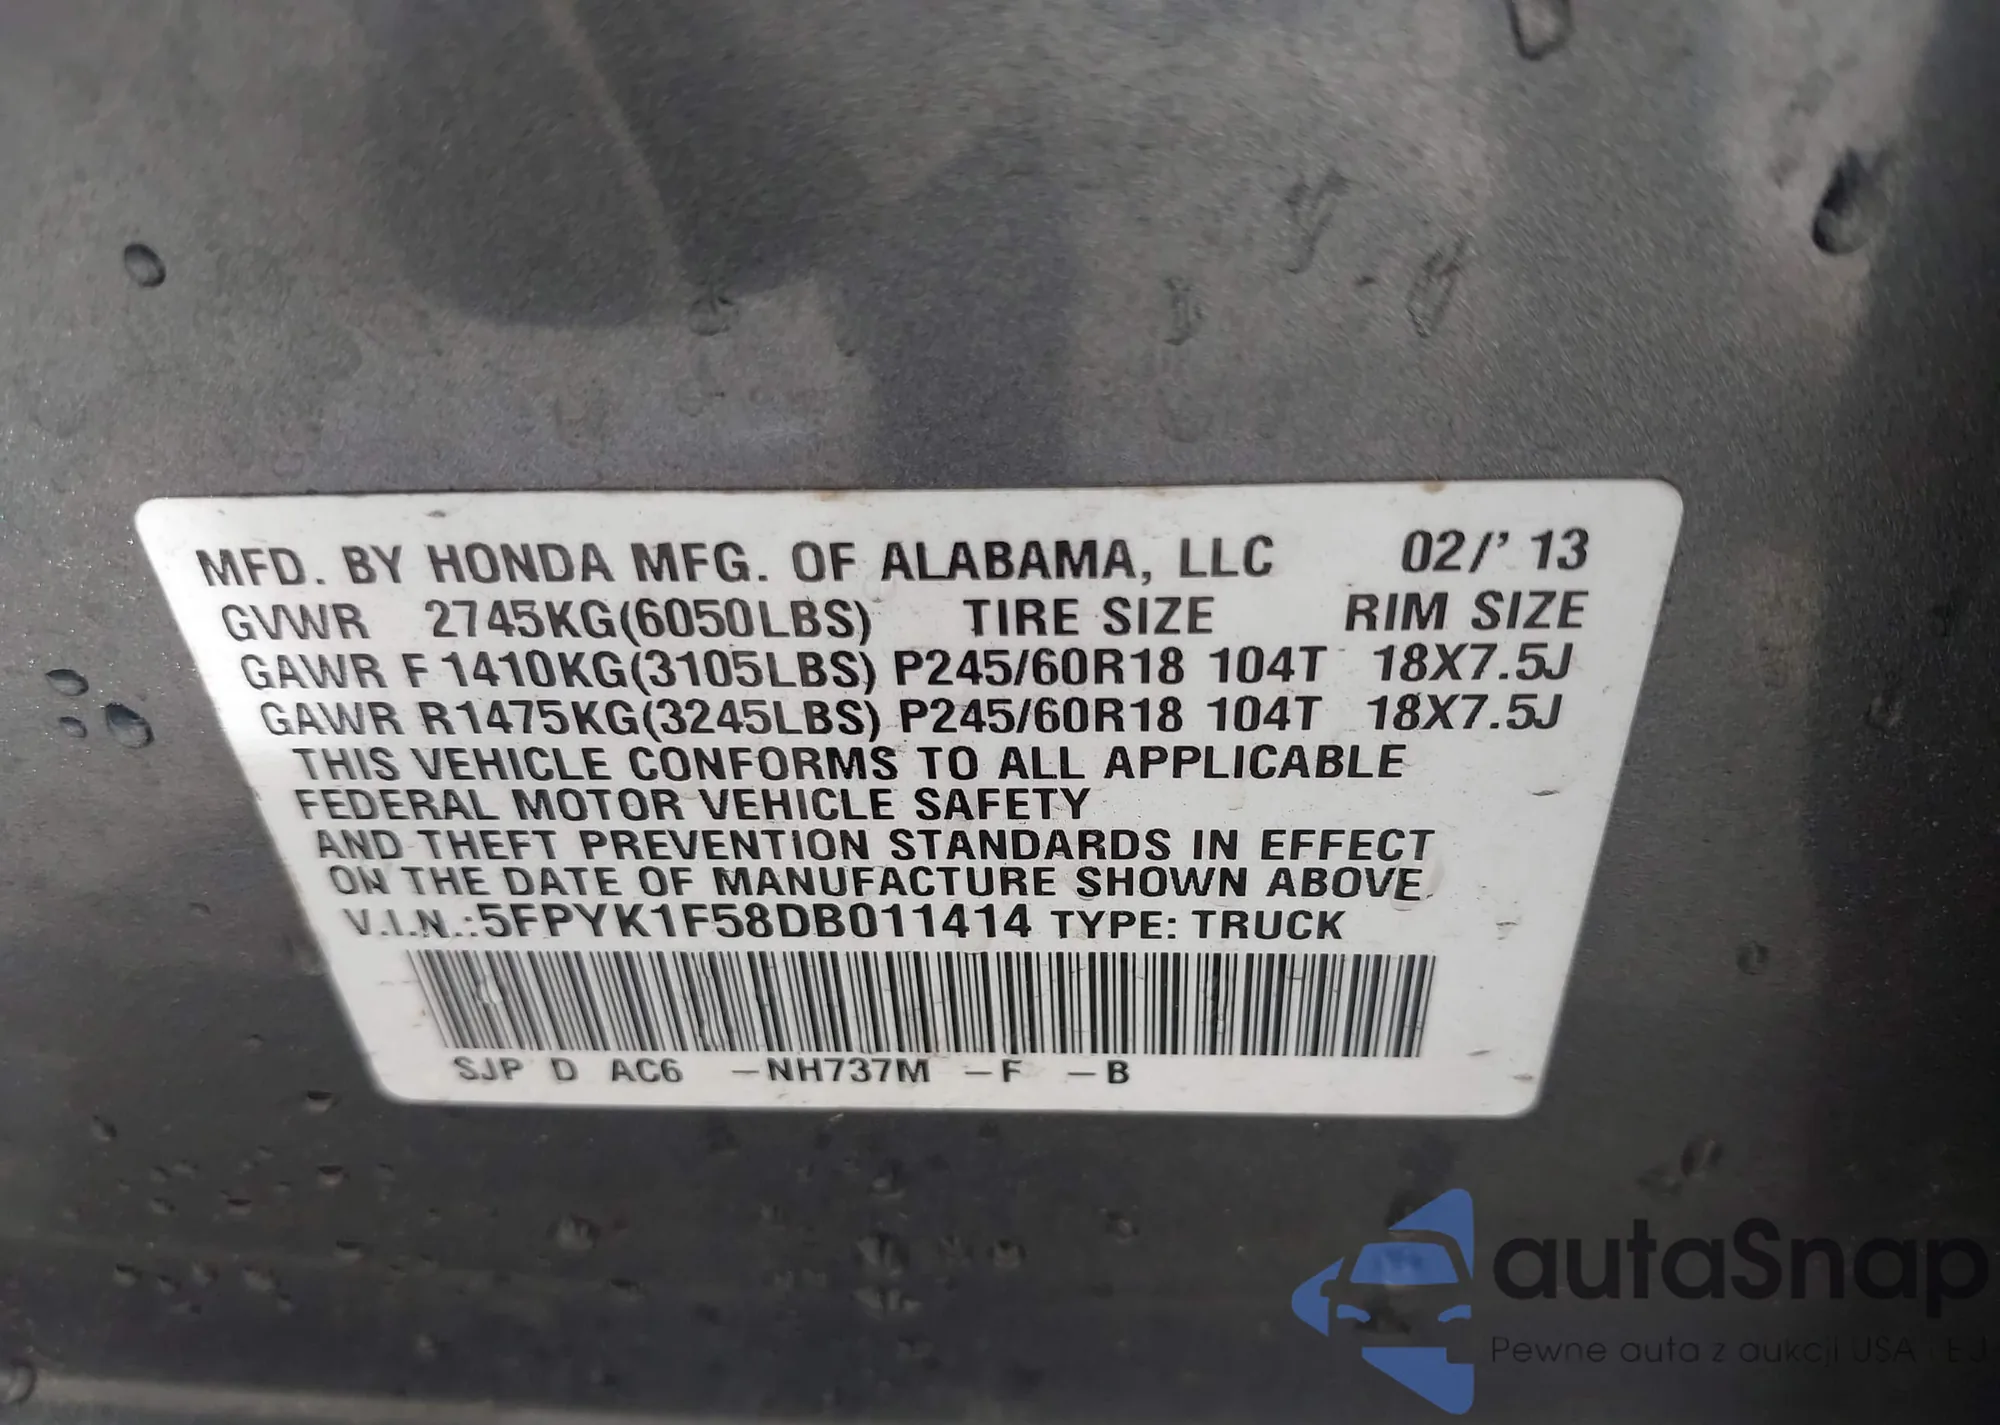 MFD. BY HONDA MFG. OF ALABAMA, LLC 02/' 13
GVWR 2745KG(6050LBS) TIRE SIZE RIM SIZE
GAWR F 1410KG(3105LBS) P245/60R18 104T 18X7.5J
GAWR R1475KG(3245LBS) P245/60R18 104T 18X7.5J
THIS VEHICLE CONFORMS TO ALL APPLICABLE
FEDERAL MOTOR VEHICLE SAFETY
AND THEFT PREVENTION STANDARDS IN EFFECT
ON THE DATE OF MANUFACTURE SHOWN ABOVE
V.I.N.:5FPYK1F58DB011414 TYPE: TRUCK
SJP D AC6 –NH737M –F –B
autaSnap
Pewne auta z aukcji USA i EJ